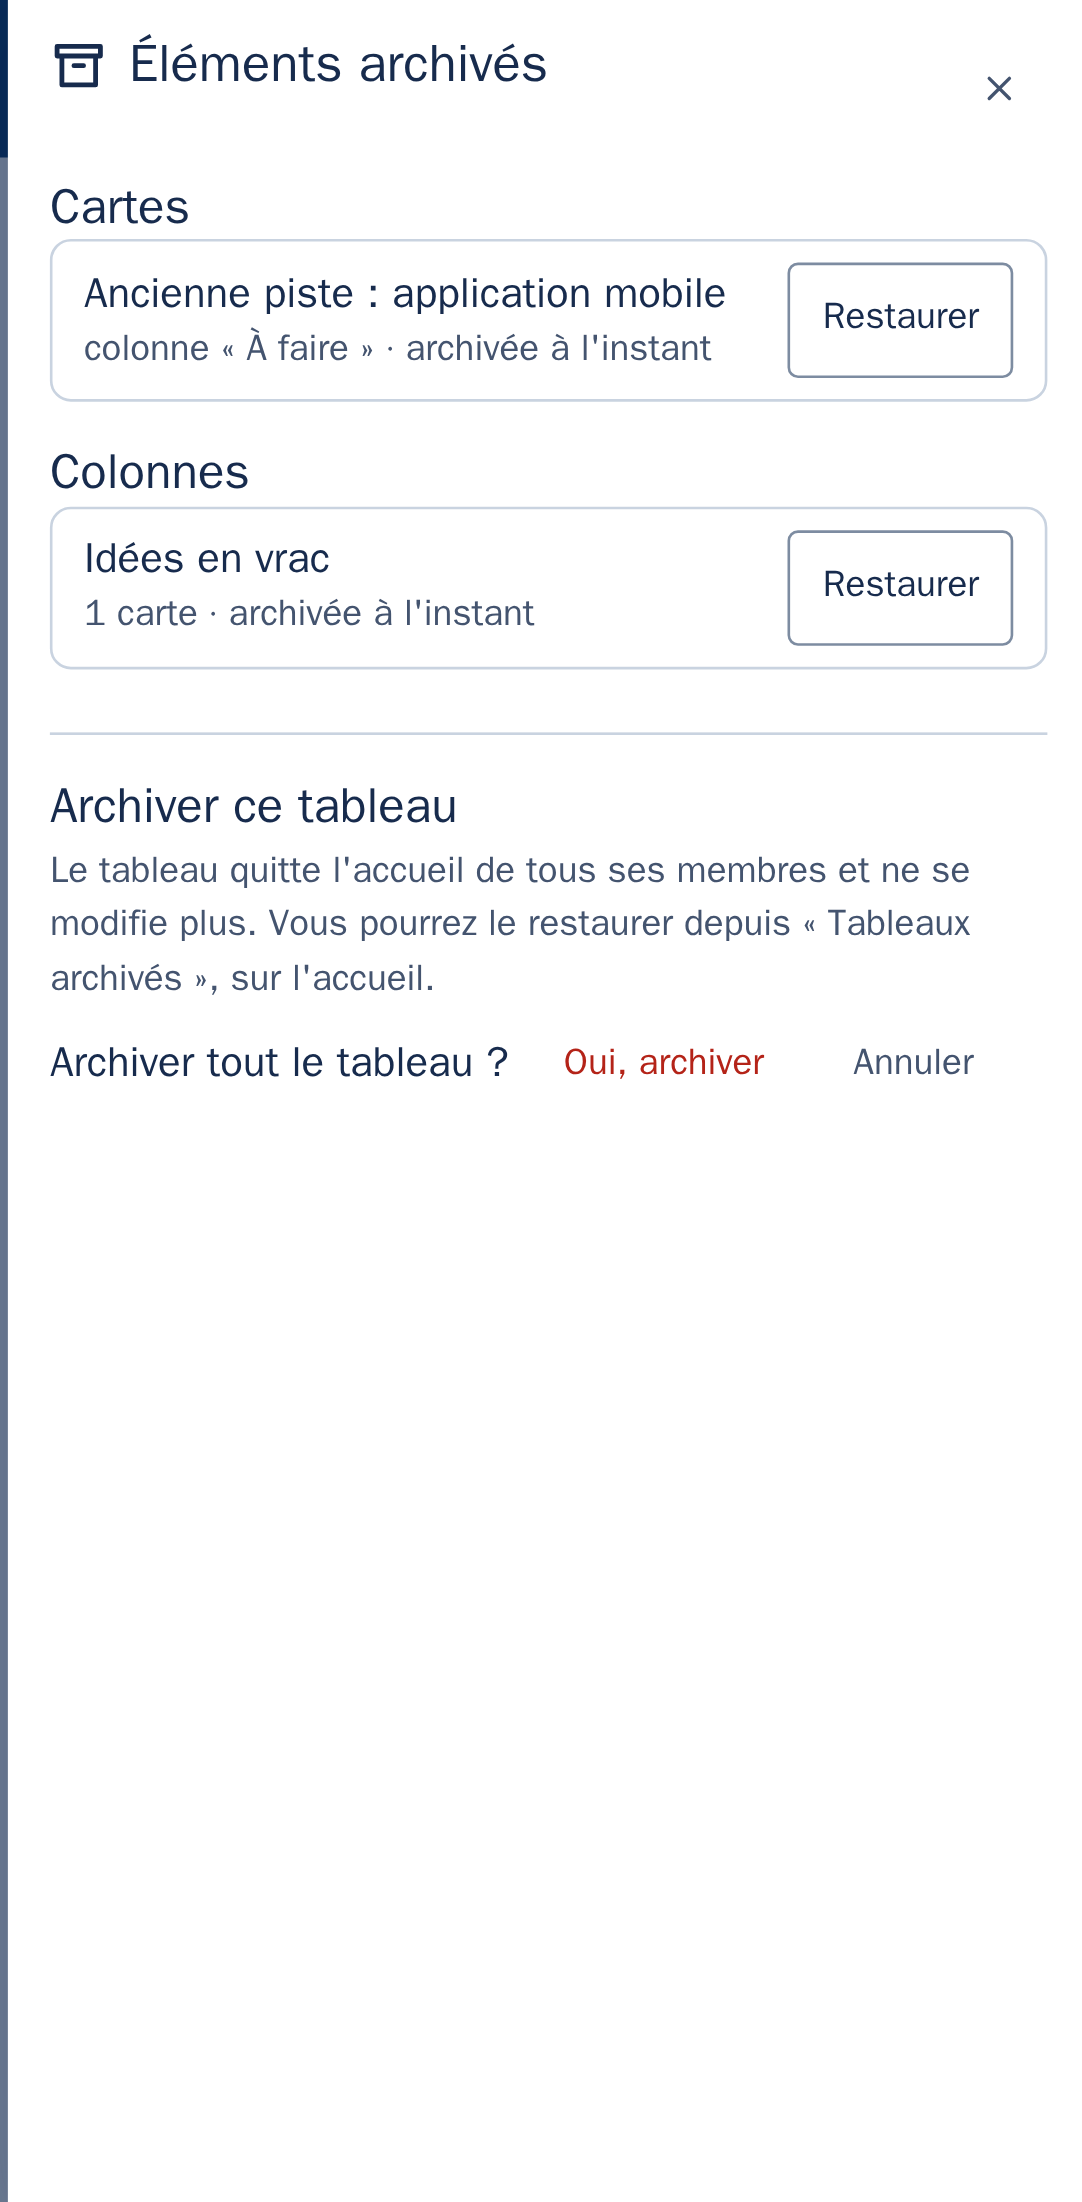 Éléments archivés
Cartes
Ancienne piste : application mobile
colonne « À faire » · archivée à l'instant
Restaurer
Colonnes
Idées en vrac
1 carte · archivée à l'instant
Restaurer
Archiver ce tableau
Le tableau quitte l'accueil de tous ses membres et ne se
modifie plus. Vous pourrez le restaurer depuis « Tableaux
archivés », sur l'accueil.
Archiver tout le tableau ? Oui, archiver Annuler